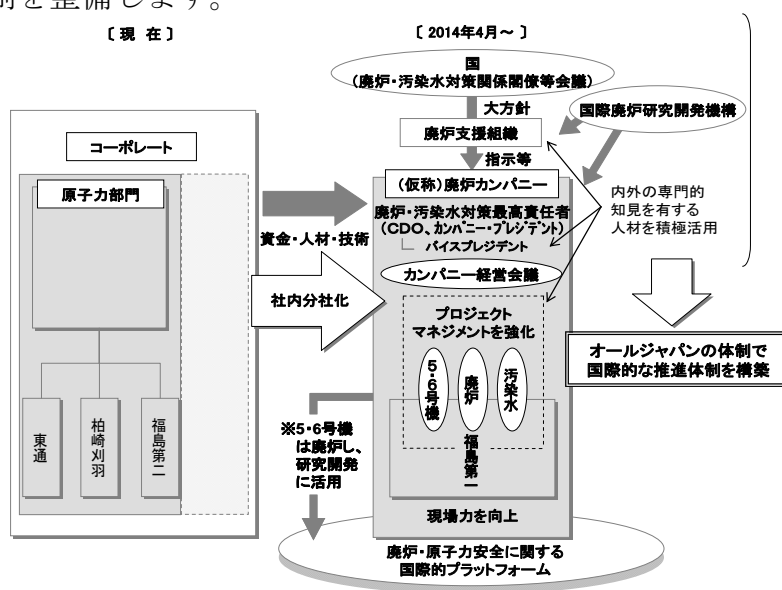 制を整備します。
〔現 在〕
〔 2014年4月～ 〕
国
(廃炉・汚染水対策関係閣僚等会議)
大方針
国際廃炉研究開発機構
廃炉支援組織
指示等
コーポレート
原子力部門
(仮称)廃炉カンパニー
廃炉・汚染水対策最高責任者
(CDO、カンパニー・プレジデント)
バイスプレジデント
内外の専門的
知見を有する
人材を積極活用
資金・人材・技術
カンパニー経営会議
社内分社化
プロジェクト
マネジメントを強化
オールジャパンの体制で
国際的な推進体制を構築
5・6号機
廃炉
汚染水
東通
柏崎刈羽
福島第二
※5・6号機
は廃炉し、
研究開発
に活用
福島第一
現場力を向上
廃炉・原子力安全に関する
国際的プラットフォーム